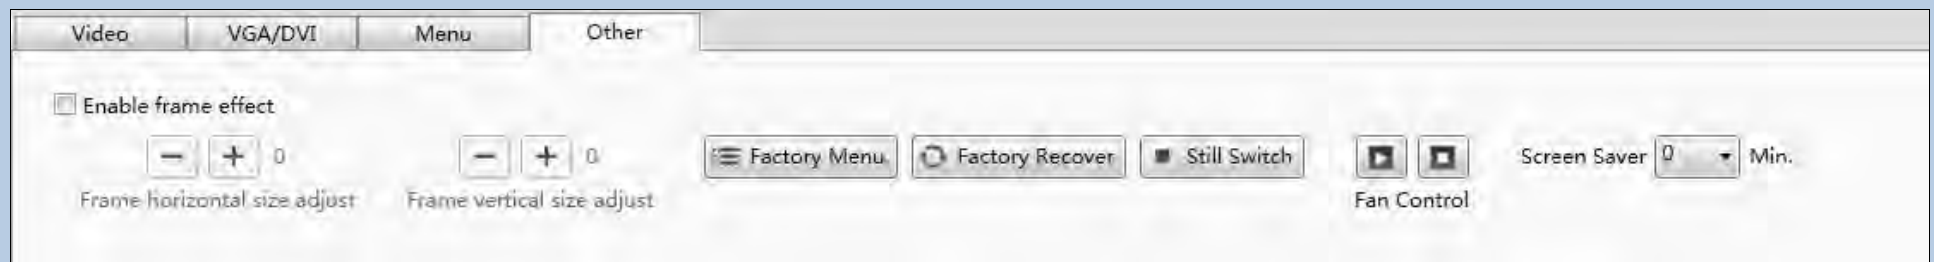 Video VGA/DVI Menu Other
Enable frame effect
0 0 Factory Menu Factory Recover Still Switch Screen Saver 0 Min.
Frame horizontal size adjust Frame vertical size adjust Fan Control